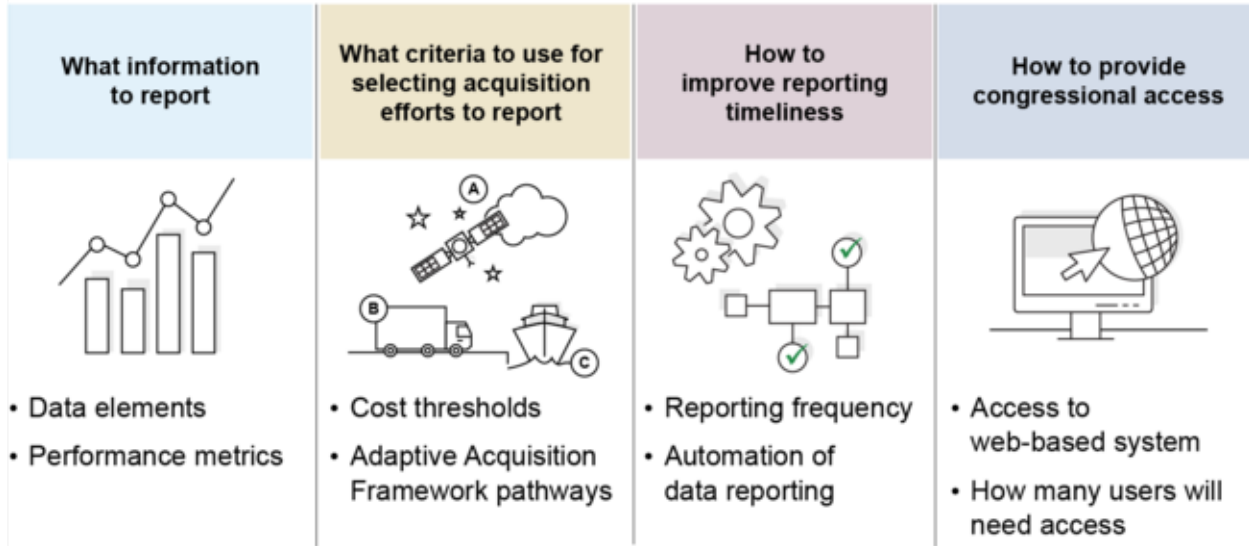 What information
to report
What criteria to use for
selecting acquisition
efforts to report
How to
improve reporting
timeliness
How to provide
congressional access
A
B
C
• Data elements
• Performance metrics
• Cost thresholds
• Adaptive Acquisition
Framework pathways
• Reporting frequency
• Automation of
data reporting
• Access to
web-based system
• How many users will
need access